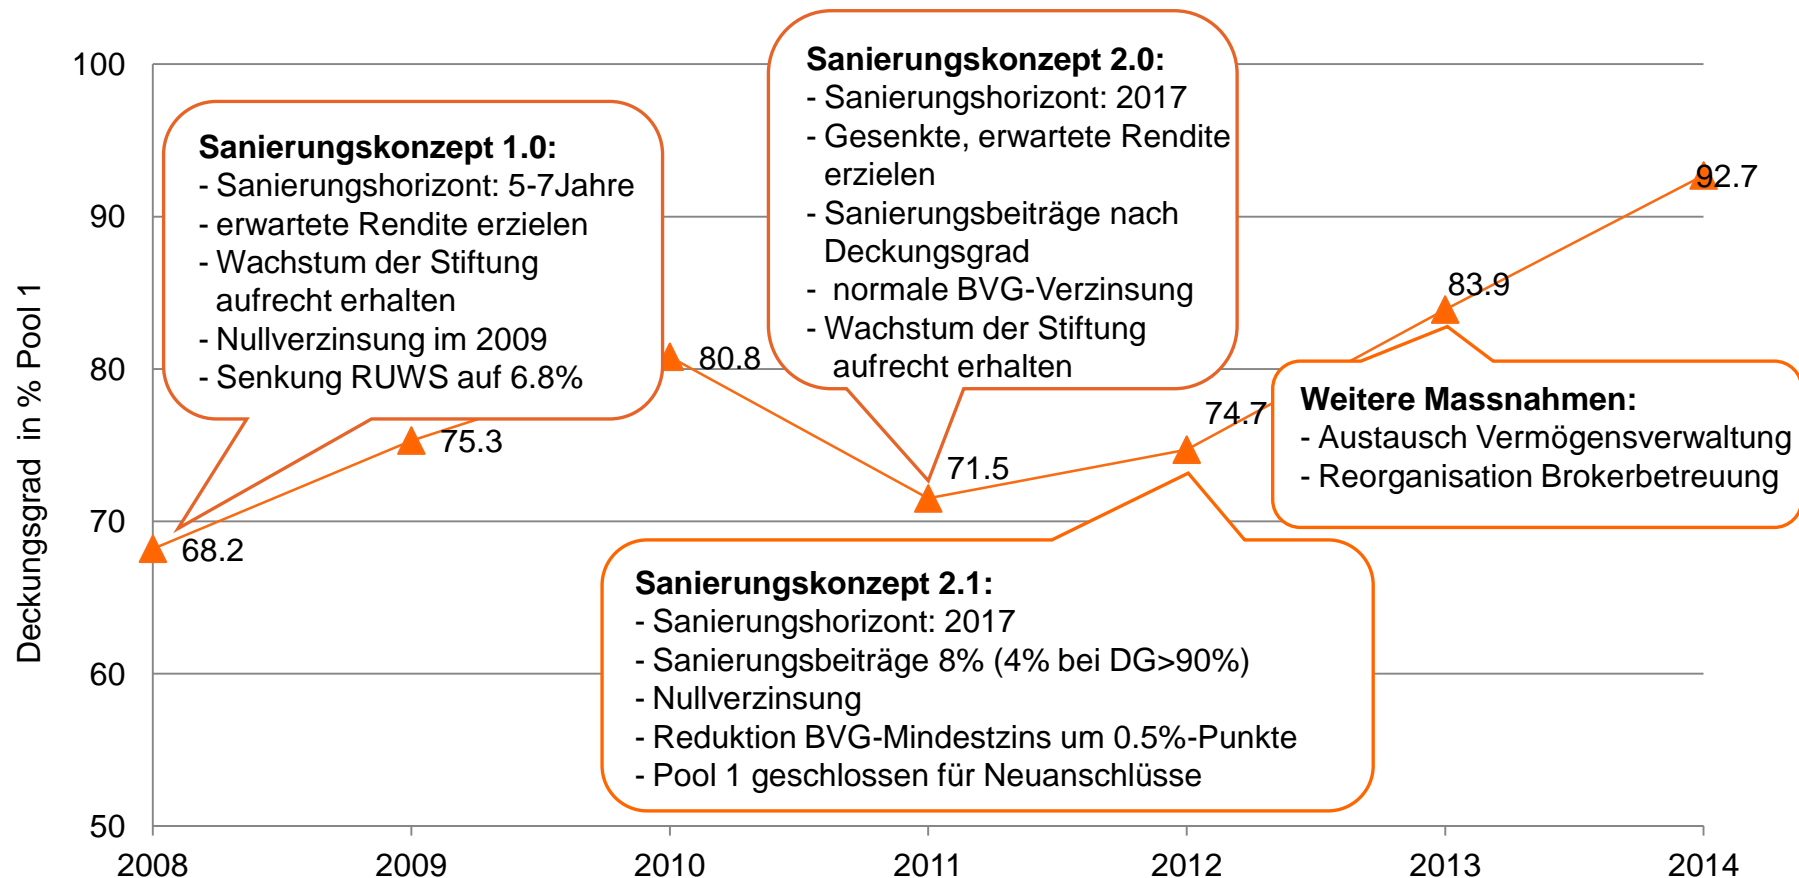 Deckungsgrad in % Pool 1
100
90
80
70
60
50
2008
2009
2010
2011
2012
2013
2014
Sanierungskonzept 1.0:
- Sanierungshorizont: 5-7Jahre
- erwartete Rendite erzielen
- Wachstum der Stiftung
aufrecht erhalten
- Nullverzinsung im 2009
- Senkung RUWS auf 6.8%
Sanierungskonzept 2.0:
- Sanierungshorizont: 2017
- Gesenkte, erwartete Rendite
erzielen
- Sanierungsbeiträge nach
Deckungsgrad
- normale BVG-Verzinsung
- Wachstum der Stiftung
aufrecht erhalten
Sanierungskonzept 2.1:
- Sanierungshorizont: 2017
- Sanierungsbeiträge 8% (4% bei DG>90%)
- Nullverzinsung
- Reduktion BVG-Mindestzins um 0.5%-Punkte
- Pool 1 geschlossen für Neuanschlüsse
Weitere Massnahmen:
- Austausch Vermögensverwaltung
- Reorganisation Brokerbetreuung
68.2
75.3
80.8
71.5
74.7
83.9
92.7